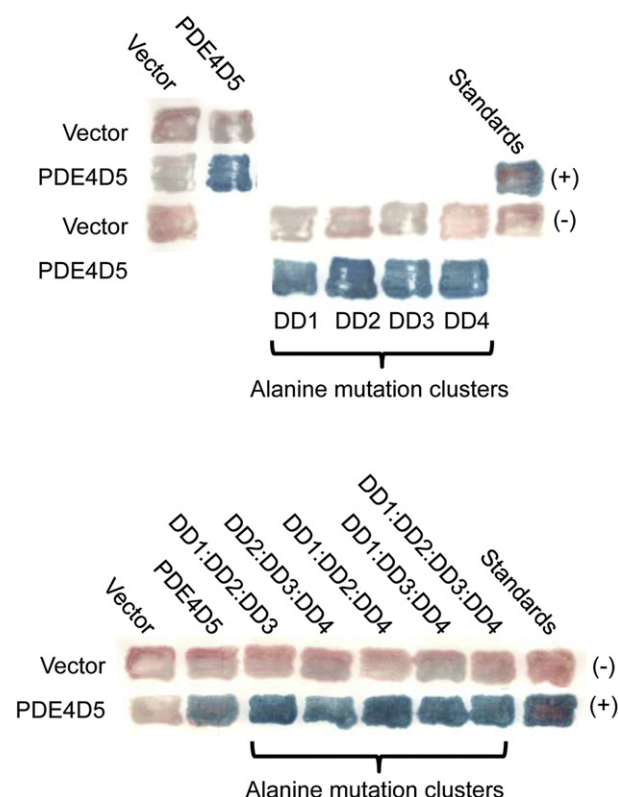 Vector
PDE4D5
Standards
Vector
PDE4D5
(+)
Vector
(-)
PDE4D5
DD1 DD2 DD3 DD4
Alanine mutation clusters
Vector
PDE4D5
DD1:DD2:DD3
DD2:DD3:DD4
DD1:DD2:DD4
DD1:DD3:DD4
DD1:DD2:DD3:DD4
Standards
Vector
(-)
PDE4D5
(+)
Alanine mutation clusters